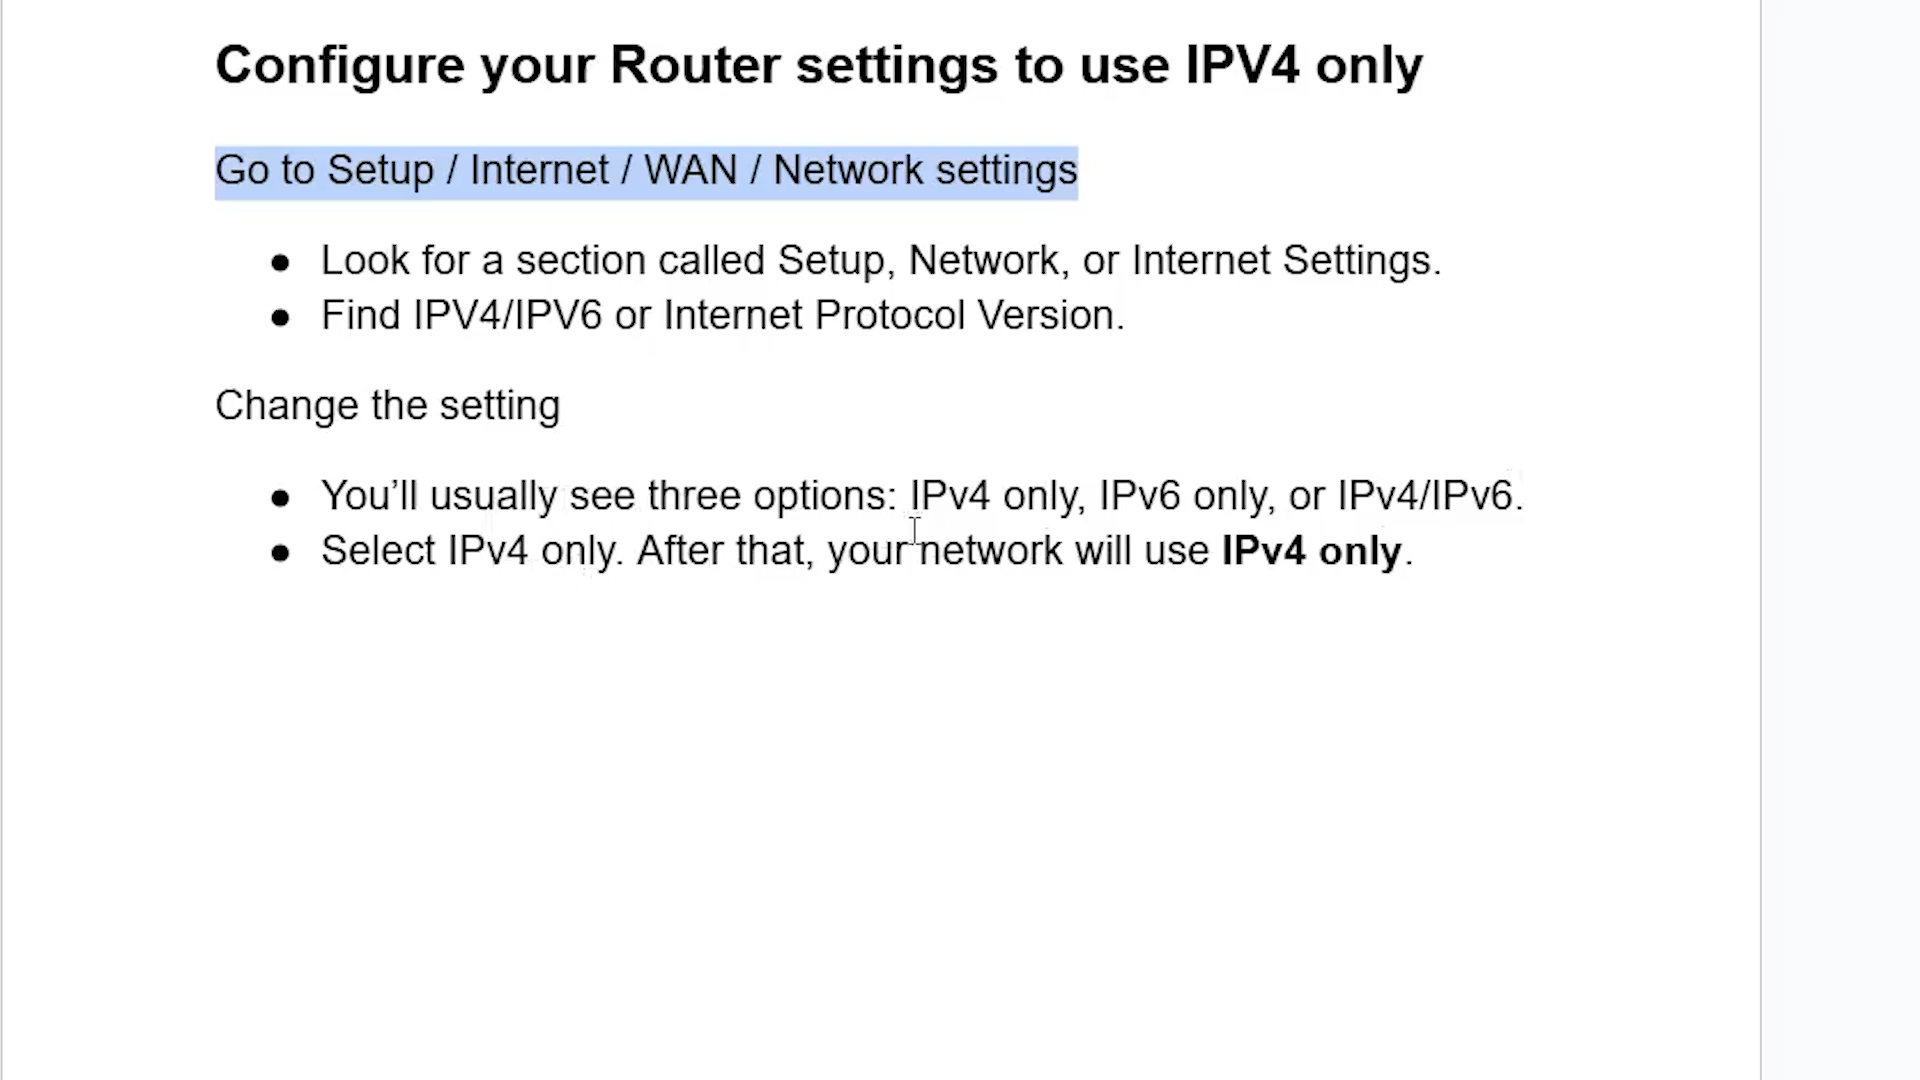 Configure your Router settings to use IPV4 only
Go to Setup / Internet / WAN / Network settings
● Look for a section called Setup, Network, or Internet Settings.
● Find IPV4/IPV6 or Internet Protocol Version.
Change the setting
● You’ll usually see three options: IPv4 only, IPv6 only, or IPv4/IPv6.
● Select IPv4 only. After that, your network will use IPv4 only.